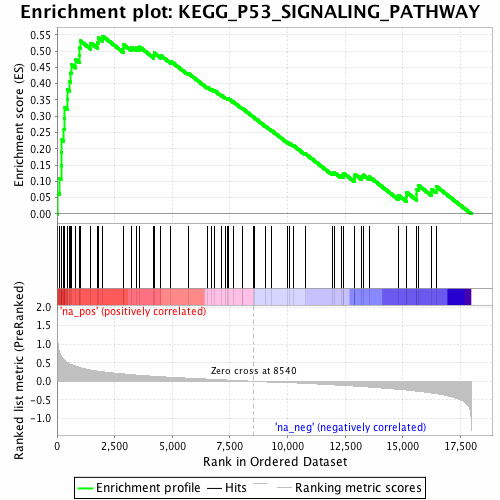 Enrichment plot: KEGG_P53_SIGNALING_PATHWAY
Enrichment score (ES)
0.55
0.50
0.45
0.40
0.35
0.30
0.25
0.20
0.15
0.10
0.05
0.00
Ranked list metric (PreRanked)
'na_pos' (positively correlated)
2.0
1.5
1.0
0.5
0.0
-0.5
-1.0
Zero cross at 8540
'na_neg' (negatively correlated)
0 2,500 5,000 7,500 10,000 12,500 15,000 17,500
Rank in Ordered Dataset
Enrichment profile Hits Ranking metric scores